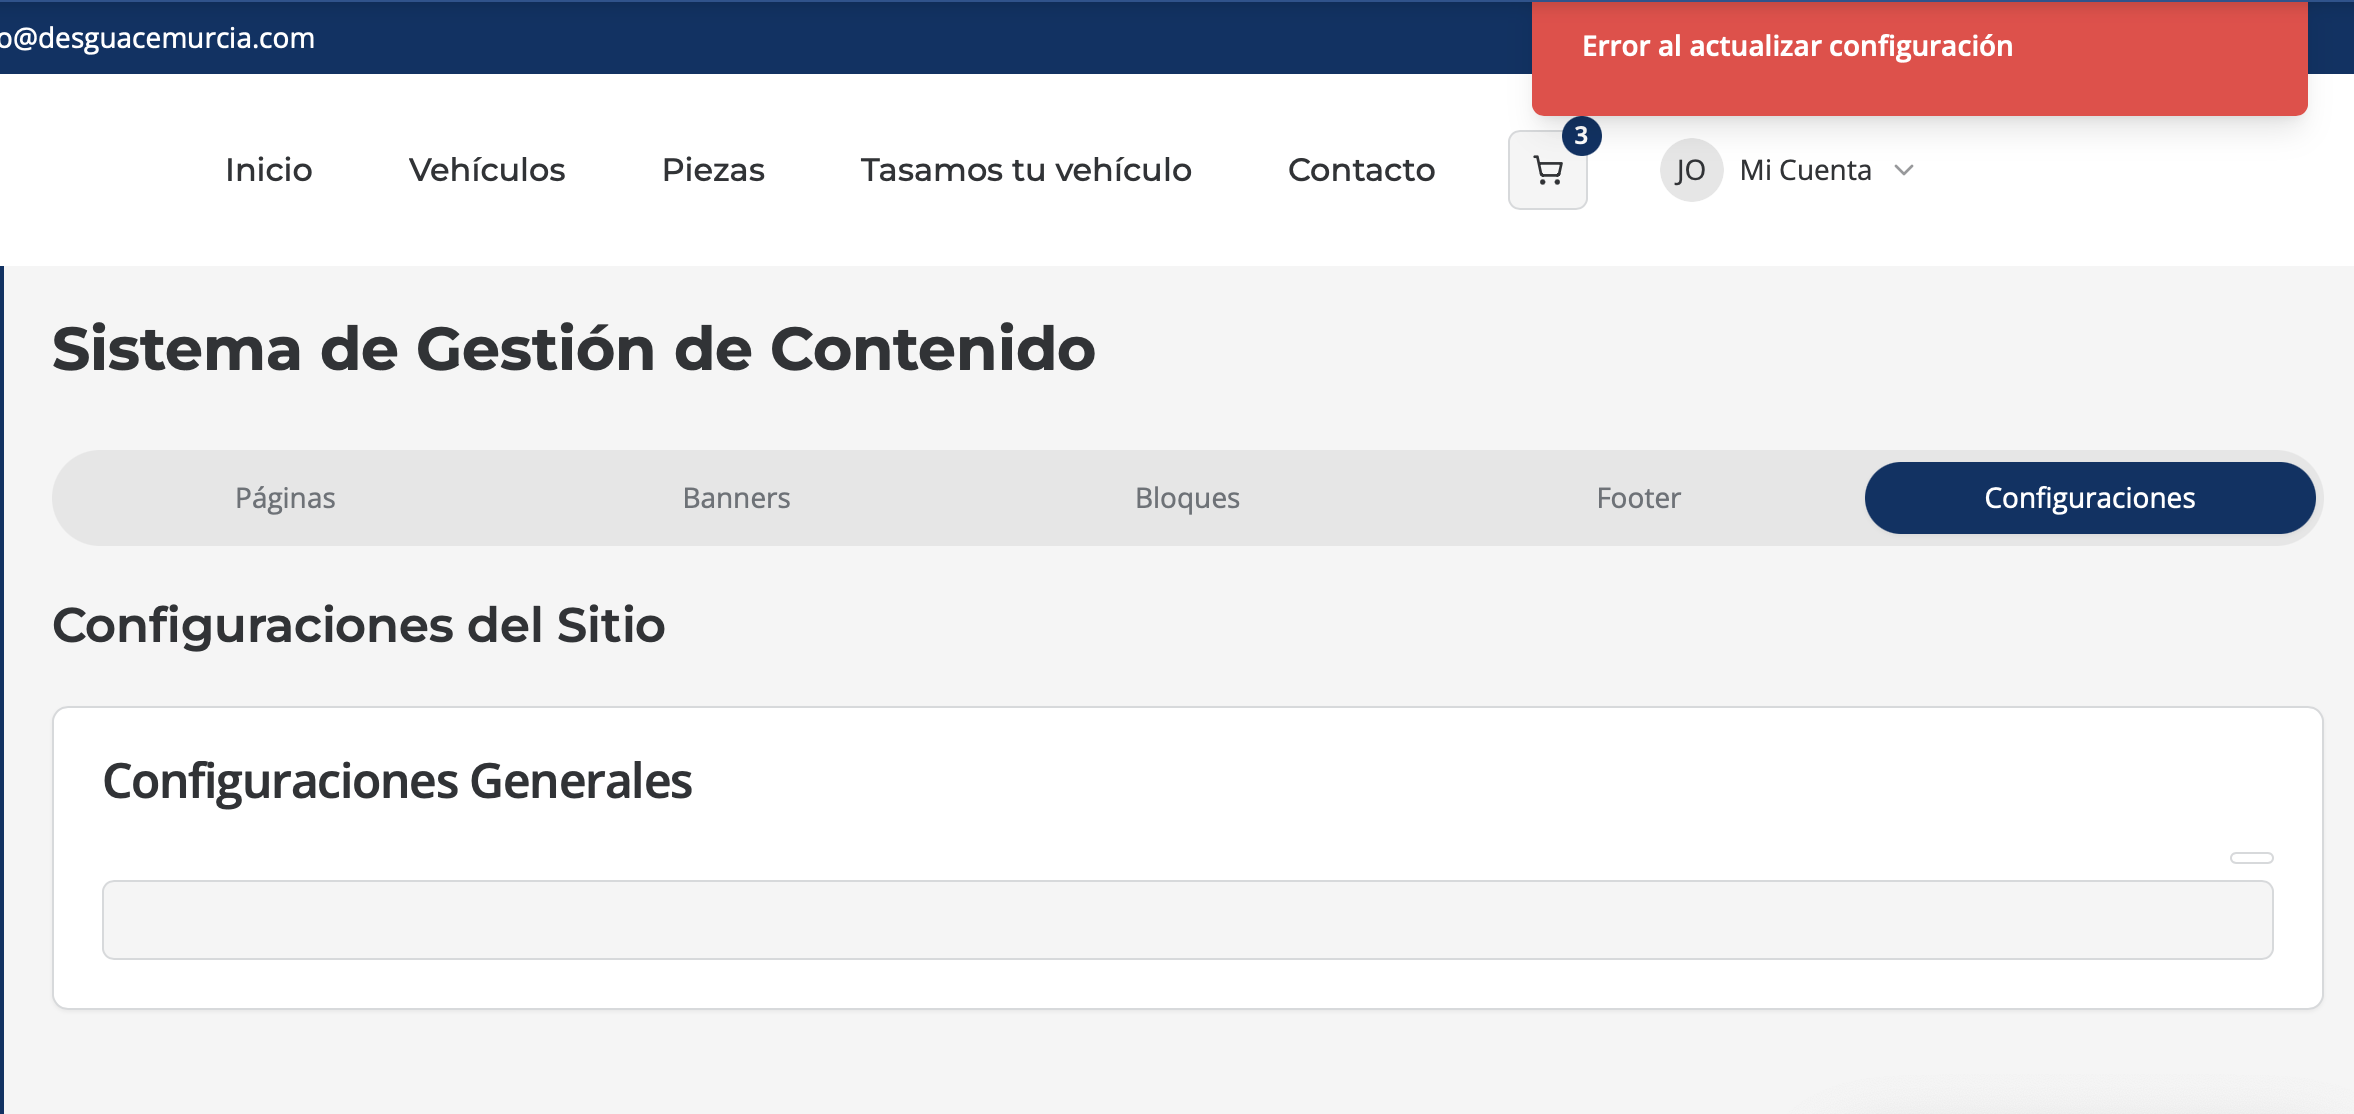 o@desguacemurcia.com
Error al actualizar configuración
Inicio
Vehículos
Piezas
Tasamos tu vehículo
Contacto
3
JO
Mi Cuenta
Sistema de Gestión de Contenido
Páginas
Banners
Bloques
Footer
Configuraciones
Configuraciones del Sitio
Configuraciones Generales